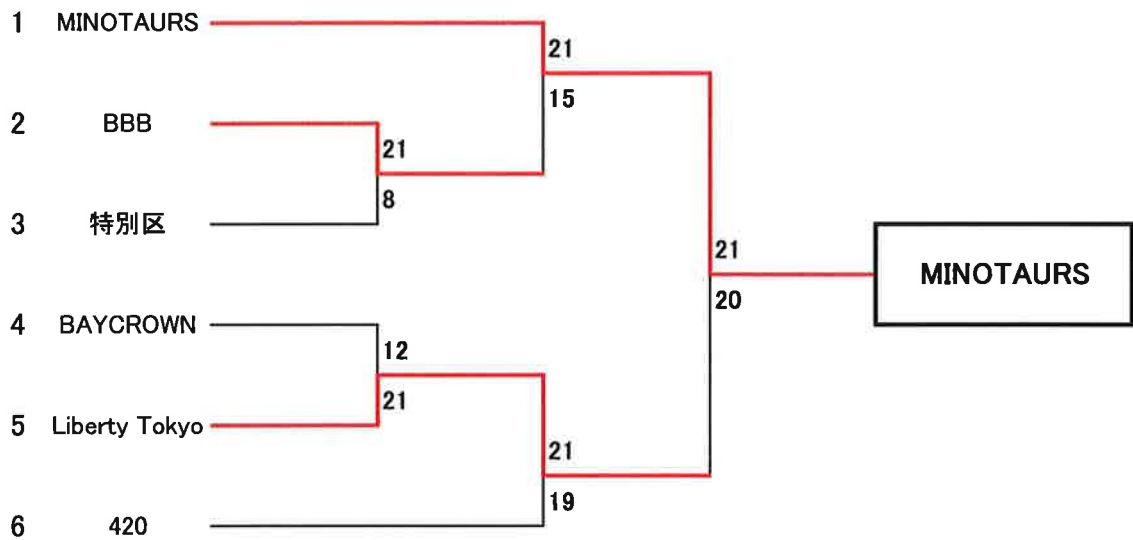 1 MINOTAURS
21
15
2 BBB
21
8
3 特別区
21
20
MINOTAURS
4 BAYCROWN
12
21
5 Liberty Tokyo
21
19
6 420